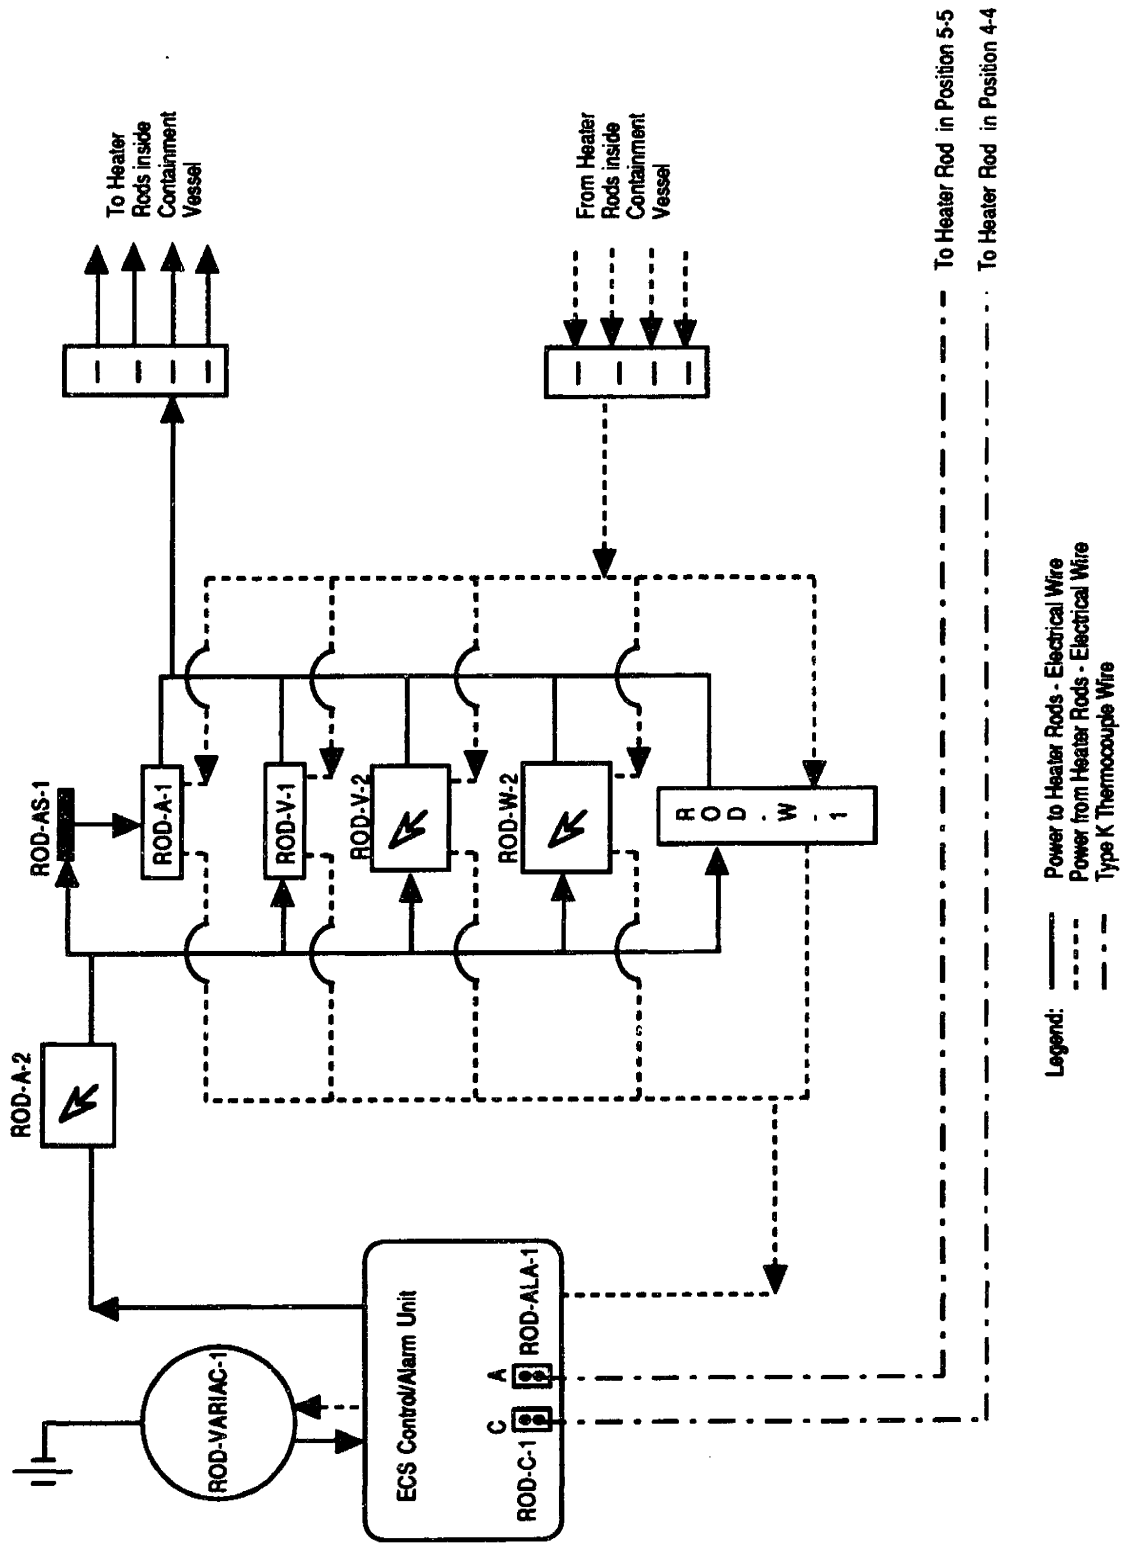 ROD-VARIAC-1
ECS Control/Alarm Unit
C
A
ROD-C-1
ROD-ALA-1
ROD-A-2
ROD-AS-1
ROD-A-1
ROD-V-1
ROD-V-2
ROD-W-2
ROD-W-1
To Heater
Rods inside
Containment
Vessel
From Heater
Rods inside
Containment
Vessel
To Heater Rod in Position 5-5
To Heater Rod in Position 4-4
Legend:
Power to Heater Rods - Electrical Wire
Power from Heater Rods - Electrical Wire
Type K Thermocouple Wire